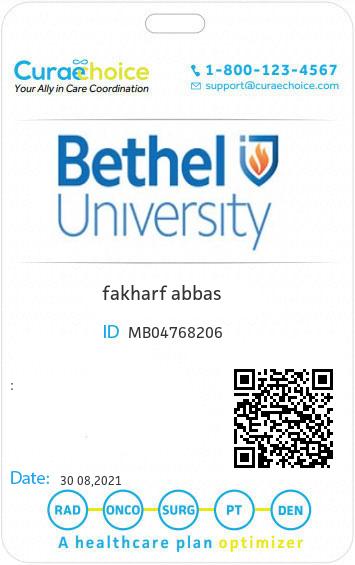 Curaechoice
Your Ally in Care Coordination
1-800-123-4567
support@curaechoice.com
Bethel
University
fakharf abbas
ID MB04768206
:
Date: 30 08,2021
RAD ONCO SURG PT DEN
A healthcare plan optimizer